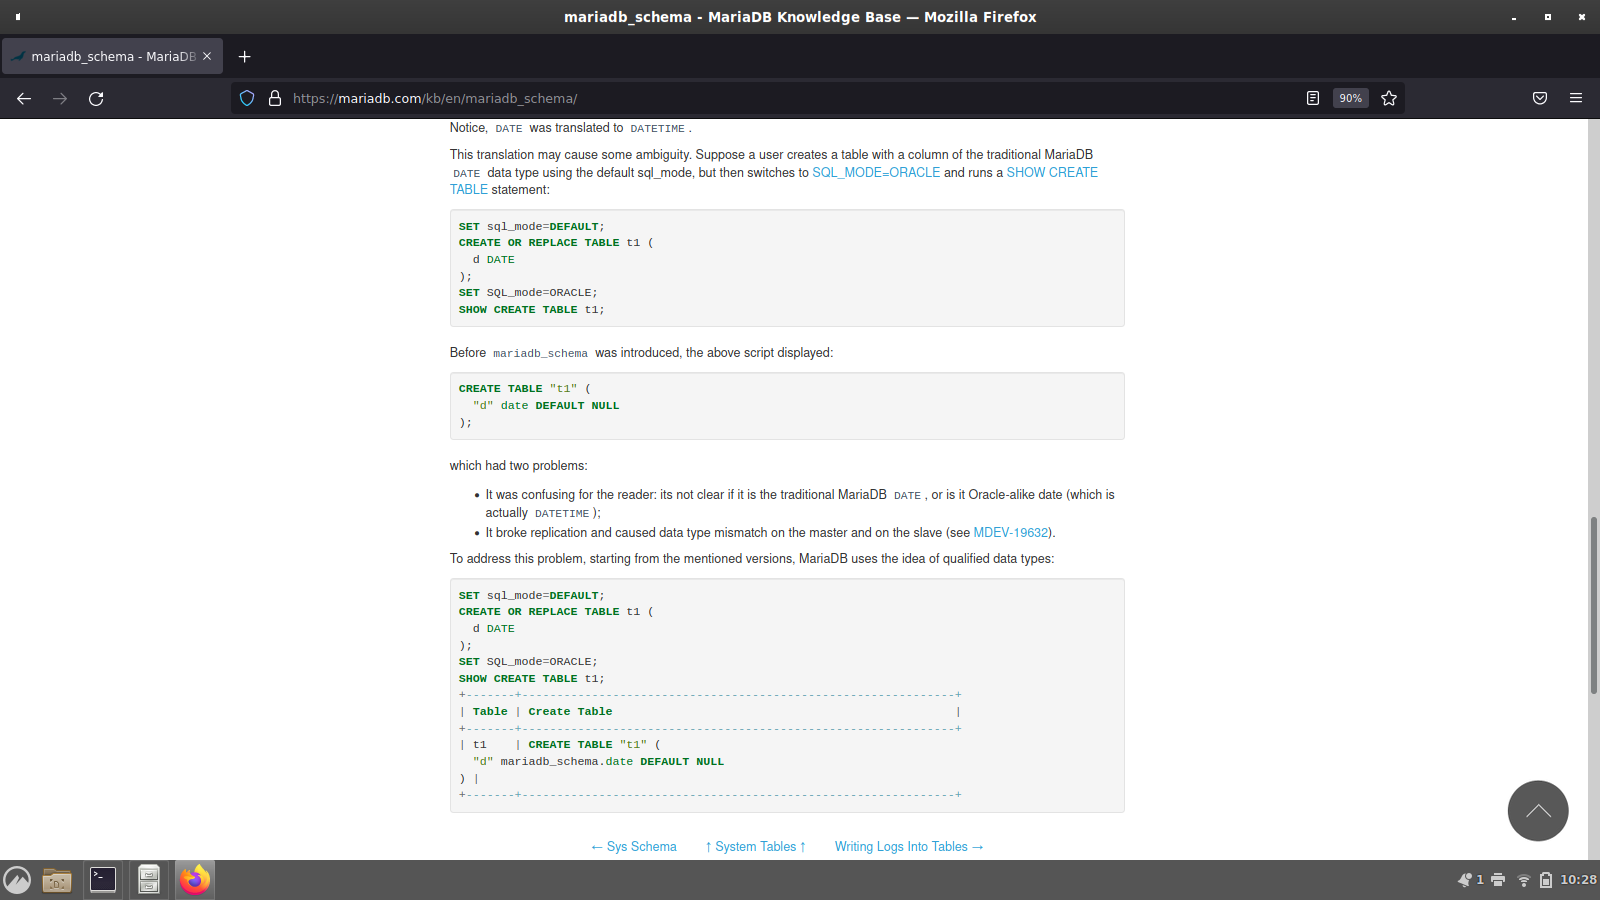 mariadb_schema - MariaDB Knowledge Base — Mozilla Firefox
mariadb_schema - MariaDB
https://mariadb.com/kb/en/mariadb_schema/
90%
Notice, DATE was translated to DATETIME .
This translation may cause some ambiguity. Suppose a user creates a table with a column of the traditional MariaDB
DATE data type using the default sql_mode, but then switches to SQL_MODE=ORACLE and runs a SHOW CREATE
TABLE statement:
SET sql_mode=DEFAULT;
CREATE OR REPLACE TABLE t1 (
  d DATE
);
SET SQL_mode=ORACLE;
SHOW CREATE TABLE t1;
Before mariadb_schema was introduced, the above script displayed:
CREATE TABLE "t1" (
  "d" date DEFAULT NULL
);
which had two problems:
• It was confusing for the reader: its not clear if it is the traditional MariaDB DATE , or is it Oracle-alike date (which is
actually DATETIME );
• It broke replication and caused data type mismatch on the master and on the slave (see MDEV-19632).
To address this problem, starting from the mentioned versions, MariaDB uses the idea of qualified data types:
SET sql_mode=DEFAULT;
CREATE OR REPLACE TABLE t1 (
  d DATE
);
SET SQL_mode=ORACLE;
SHOW CREATE TABLE t1;
+-------+--------------------------------------------------------------+
| Table | Create Table                                                 |
+-------+--------------------------------------------------------------+
| t1    | CREATE TABLE "t1" (
  "d" mariadb_schema.date DEFAULT NULL
) |
+-------+--------------------------------------------------------------+
← Sys Schema ↑ System Tables ↑ Writing Logs Into Tables →
1 10:28